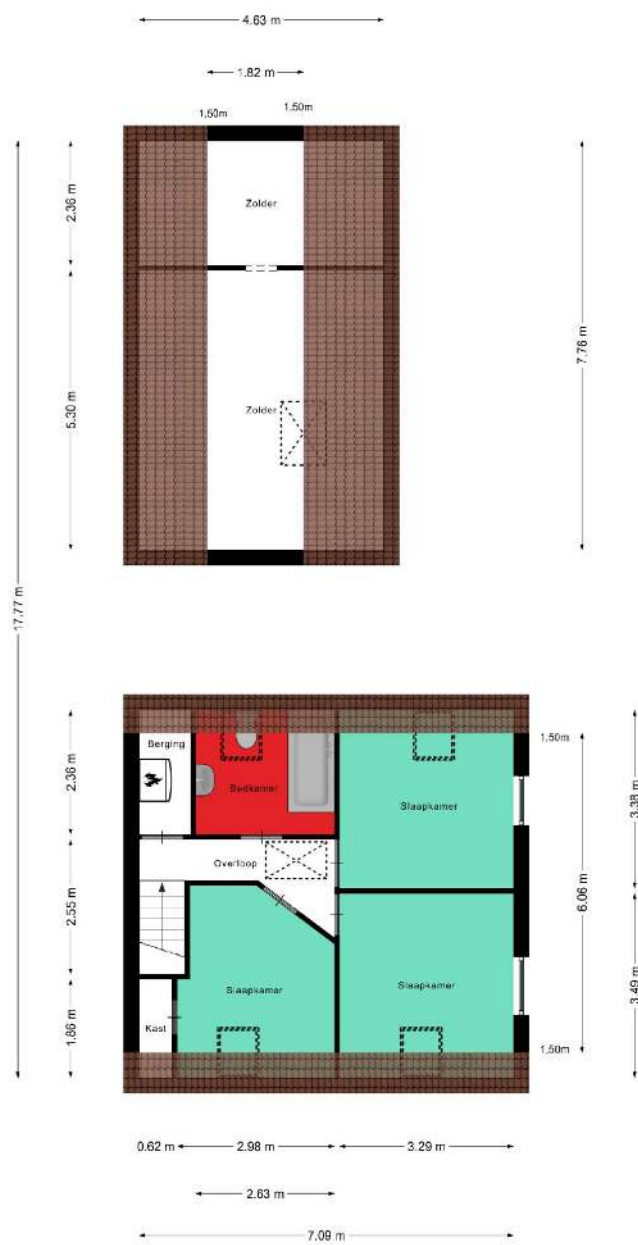 4.63 m
1.82 m
1,50m
1.50m
2.36 m
Zolder
7.76 m
5.30 m
Zolder
17.77 m
Berging
1,50m
2.36 m
Badkamer
Slaapkamer
3.38 m
Overloop
6.06 m
2.55 m
Slaapkamer
Slaapkamer
3.49 m
1.86 m
Kast
1,50m
0.62 m
2.98 m
3.29 m
2.63 m
7.09 m